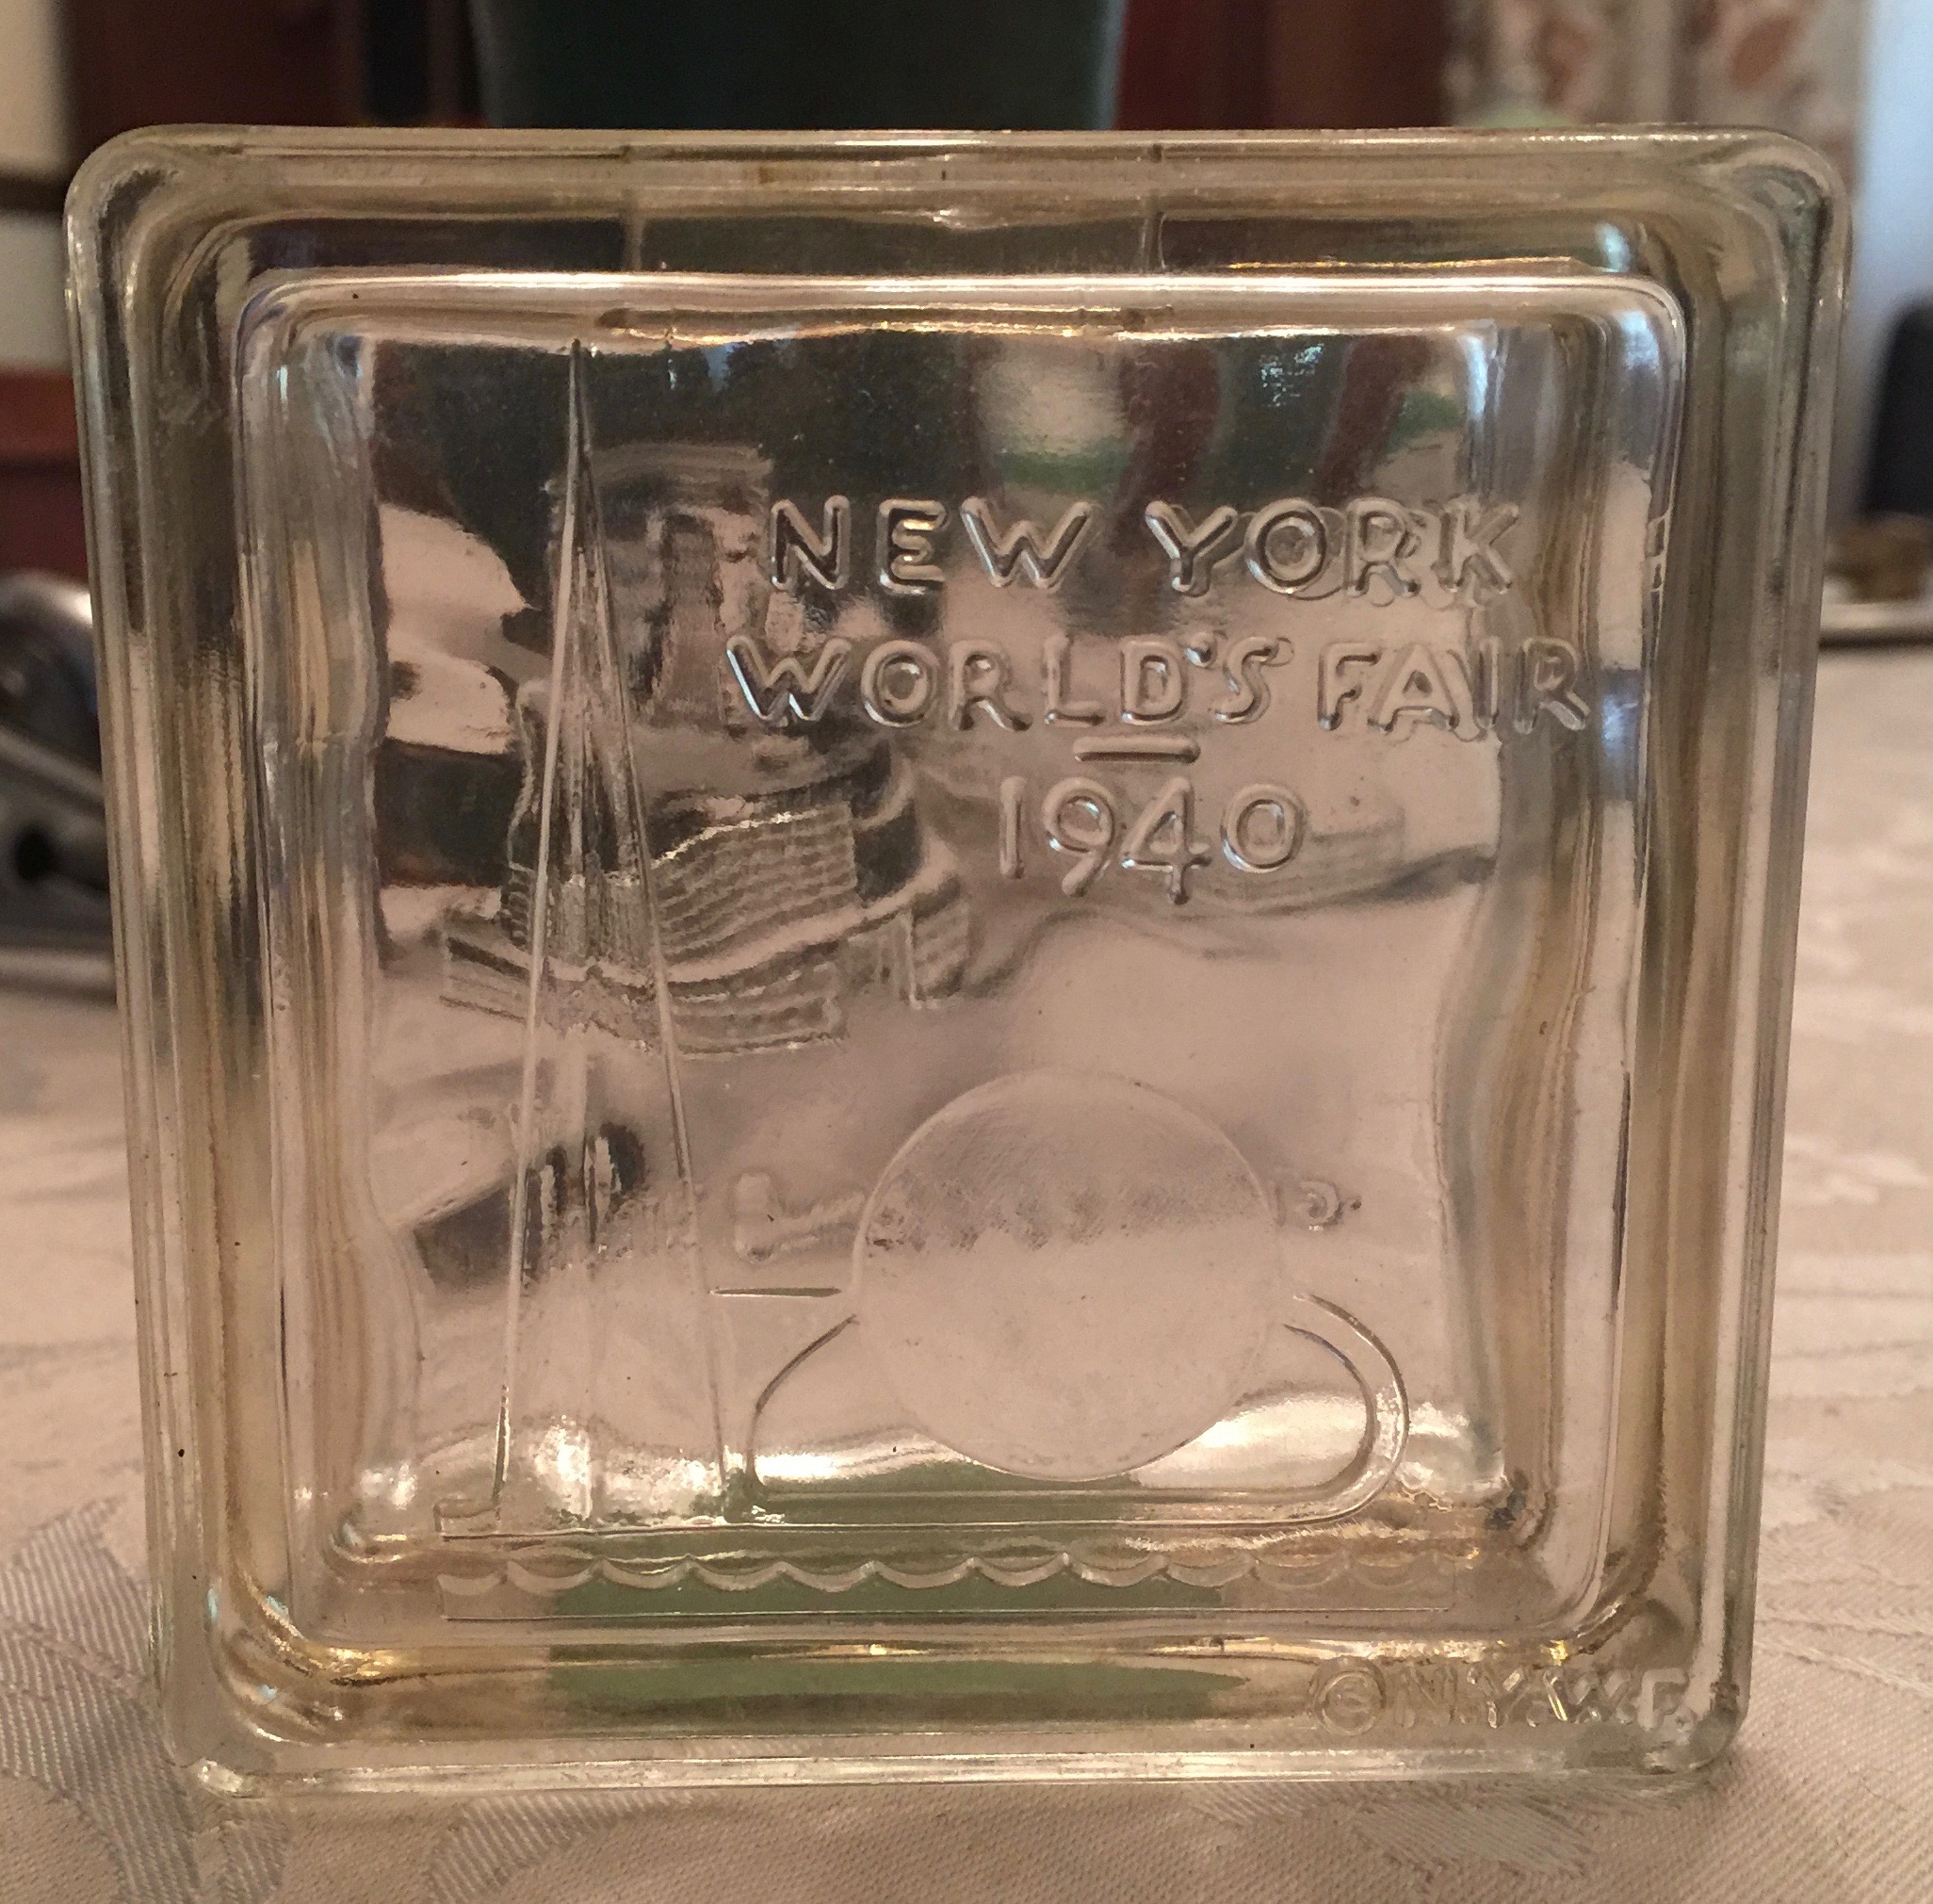 NEW YORK
WORLD'S FAIR
1940
© N.Y.W.F.